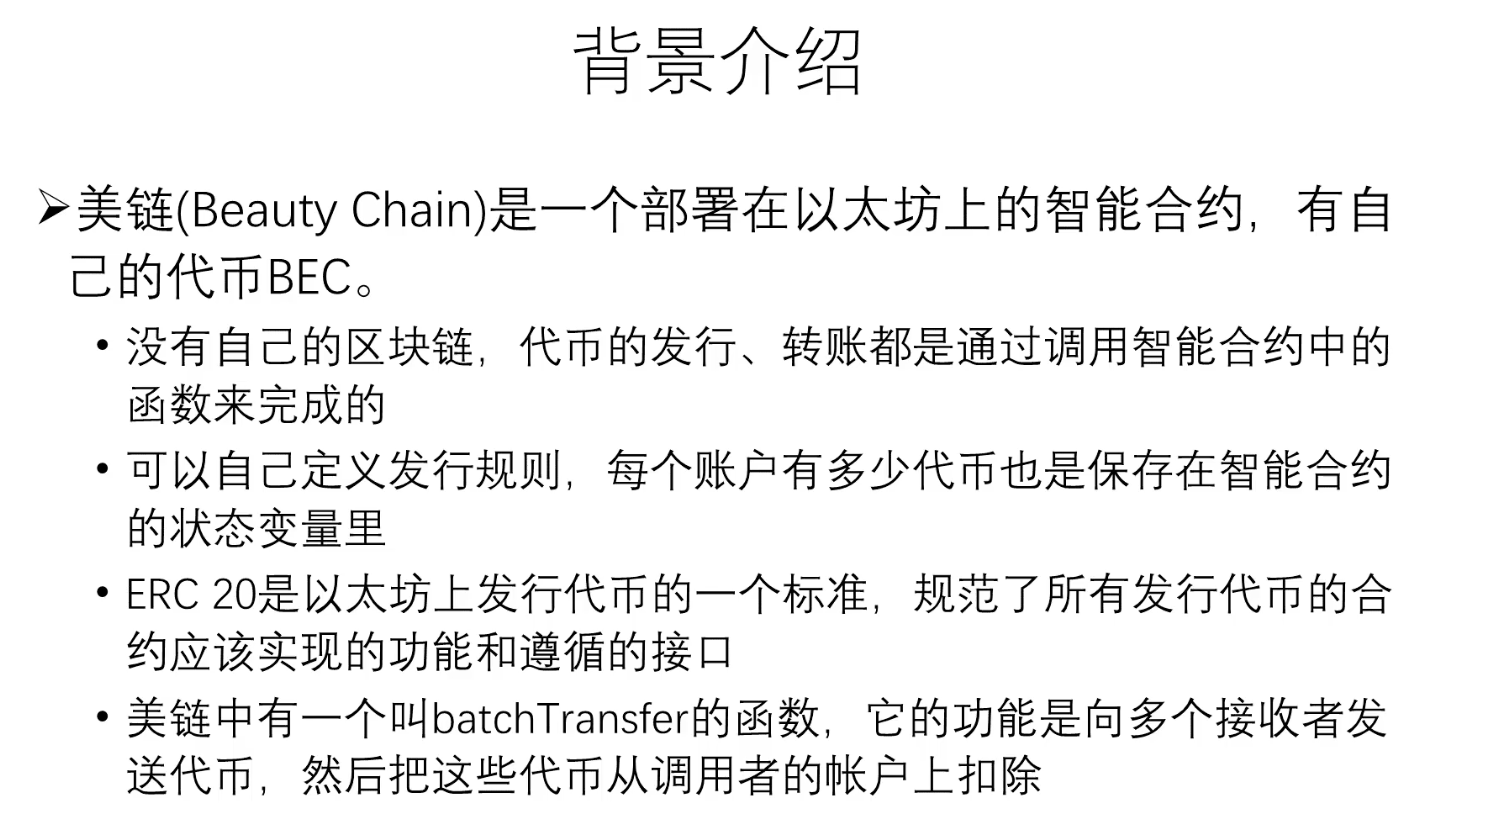 背景介绍
➢美链(Beauty Chain)是一个部署在以太坊上的智能合约，有自
己的代币BEC。
• 没有自己的区块链，代币的发行、转账都是通过调用智能合约中的
函数来完成的
• 可以自己定义发行规则，每个账户有多少代币也是保存在智能合约
的状态变量里
• ERC 20是以太坊上发行代币的一个标准，规范了所有发行代币的合
约应该实现的功能和遵循的接口
• 美链中有一个叫batchTransfer的函数，它的功能是向多个接收者发
送代币，然后把这些代币从调用者的帐户上扣除